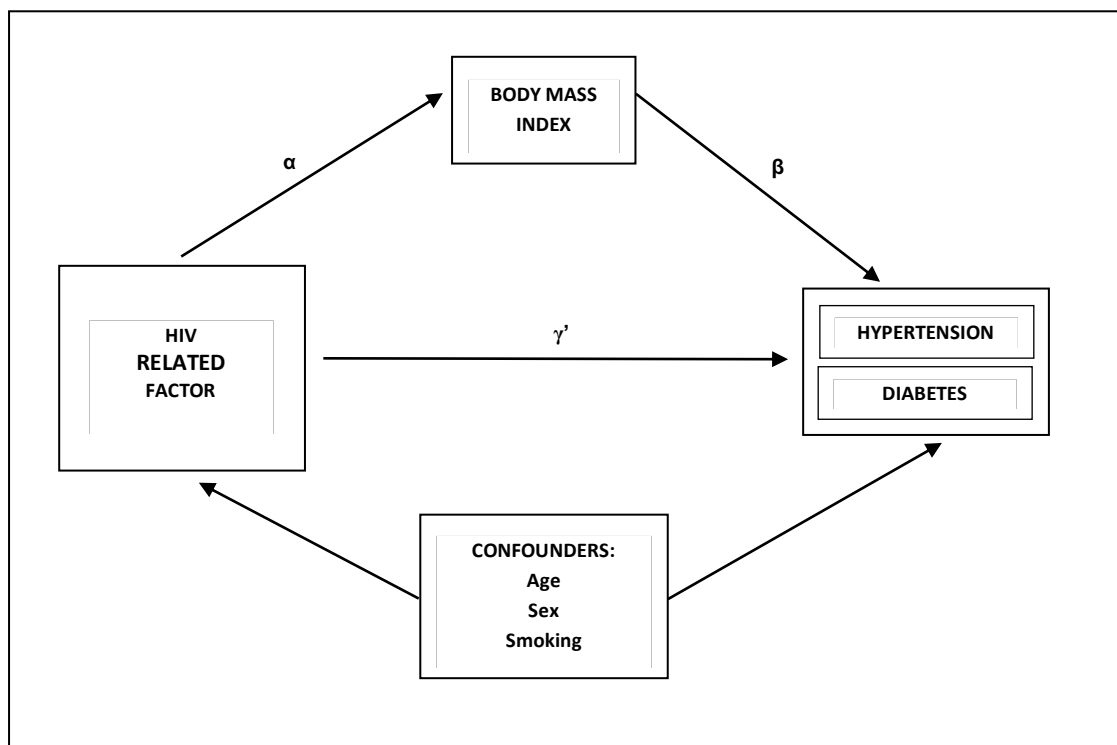 BODY MASS
INDEX
α
β
HIV
RELATED
FACTOR
γ’
HYPERTENSION
DIABETES
CONFOUNDERS:
Age
Sex
Smoking